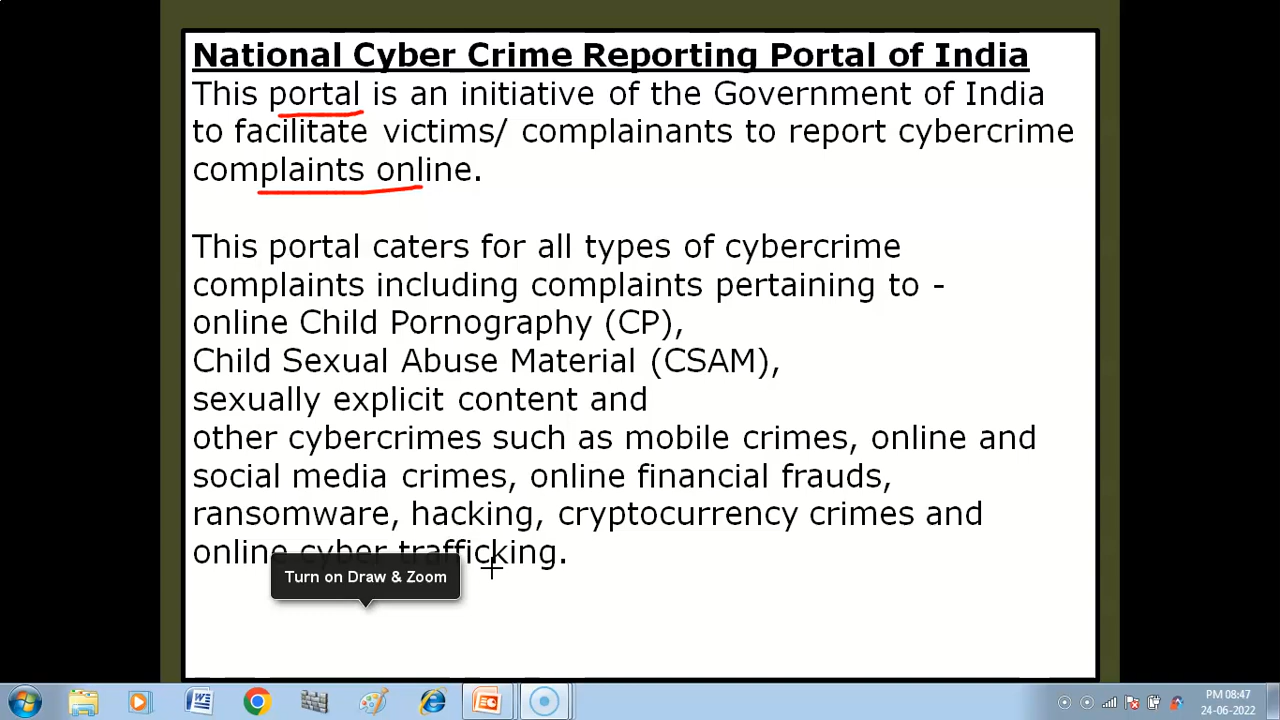 National Cyber Crime Reporting Portal of India
This portal is an initiative of the Government of India
to facilitate victims/ complainants to report cybercrime
complaints online.
This portal caters for all types of cybercrime
complaints including complaints pertaining to -
online Child Pornography (CP),
Child Sexual Abuse Material (CSAM),
sexually explicit content and
other cybercrimes such as mobile crimes, online and
social media crimes, online financial frauds,
ransomware, hacking, cryptocurrency crimes and
online cyber trafficking.
Turn on Draw & Zoom
PM 08:47
24-06-2022